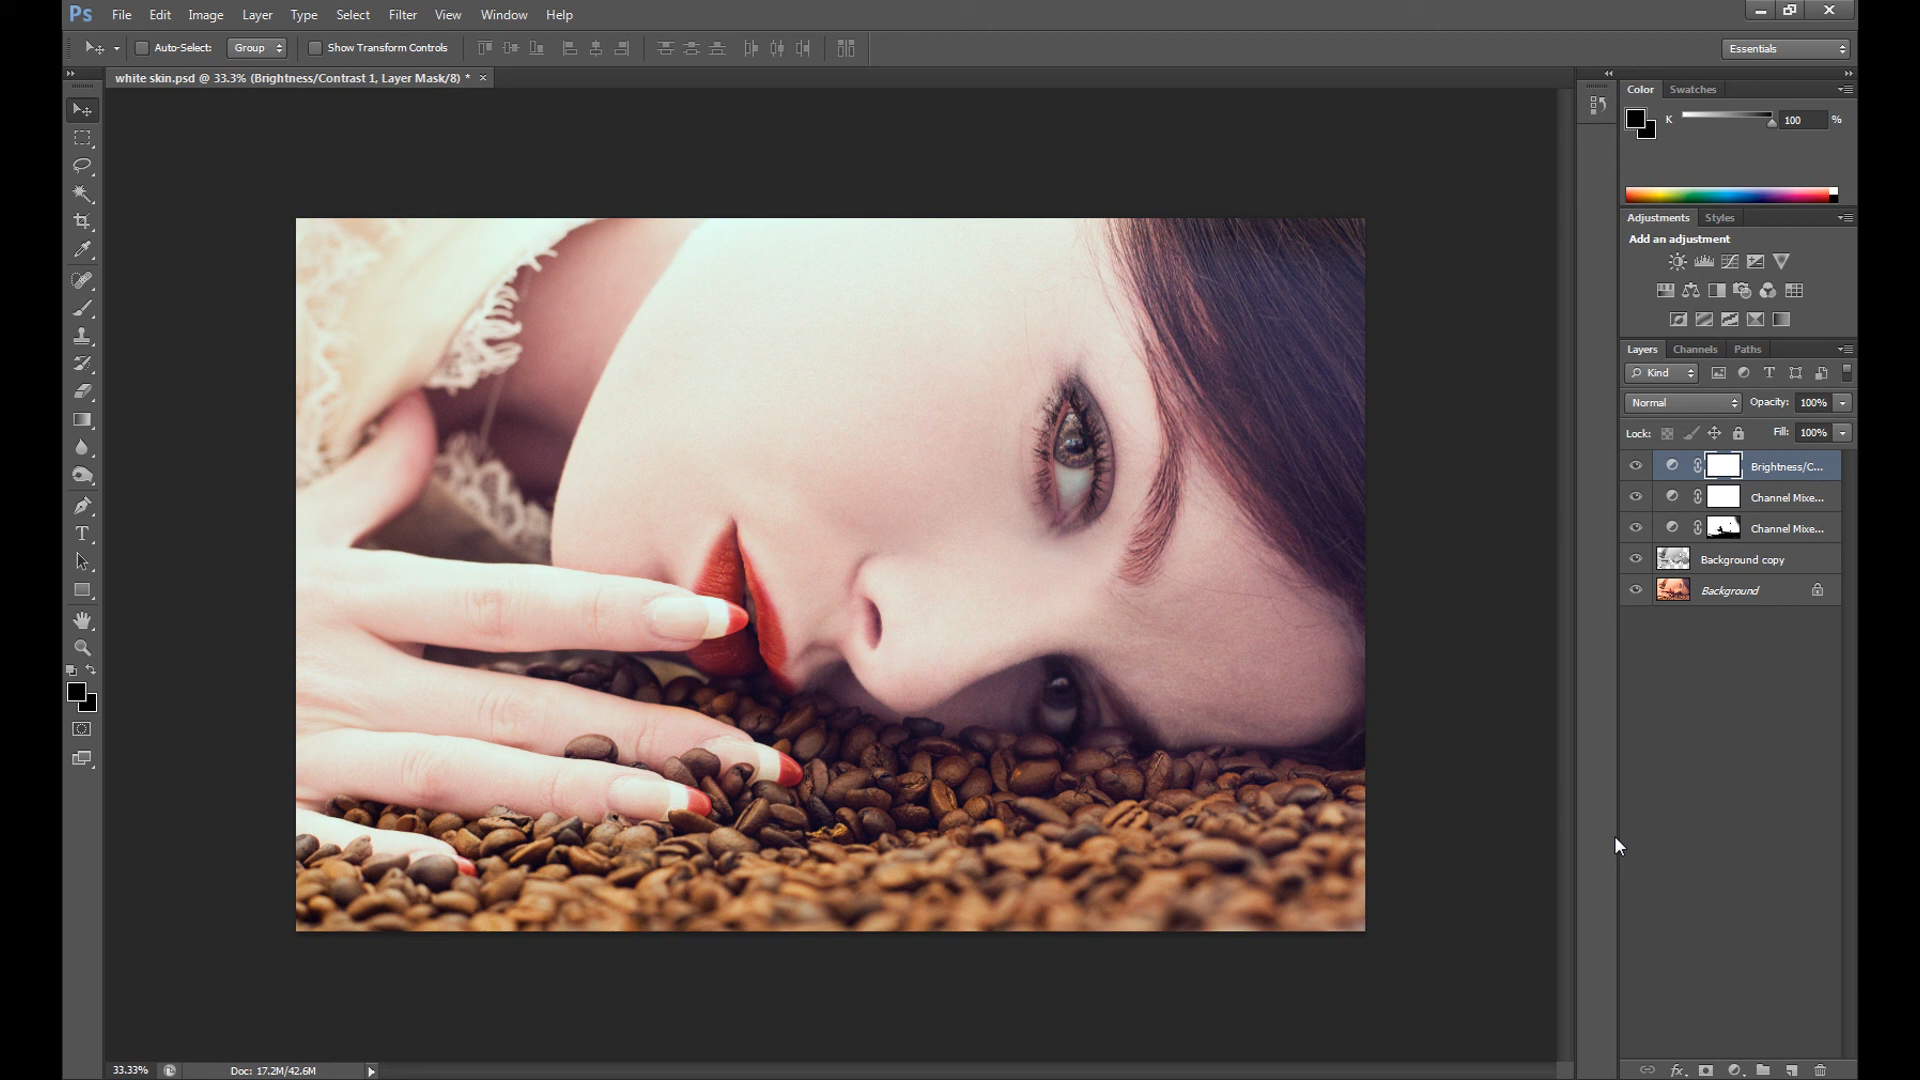 Ps File Edit Image Layer Type Select Filter View Window Help
Auto-Select: Group Show Transform Controls Essentials
white skin.psd @ 33.3% (Brightness/Contrast 1, Layer Mask/8) * ×
Color Swatches
K 100 %
Adjustments Styles
Add an adjustment
Layers Channels Paths
Kind T
Normal Opacity: 100%
Lock: Fill: 100%
Brightness/C...
Channel Mixe...
Channel Mixe...
Background copy
Background
T
33.33% Doc: 17.2M/42.6M
fx